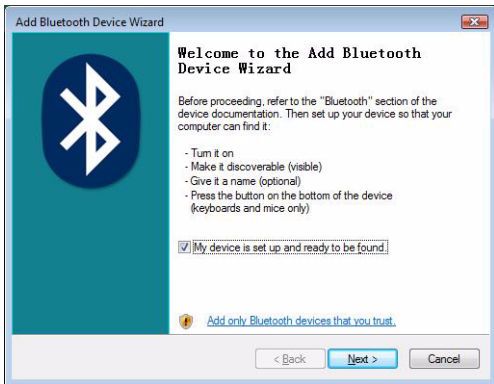 Add Bluetooth Device Wizard
Welcome to the Add Bluetooth
Device Wizard
Before proceeding, refer to the "Bluetooth" section of the
device documentation. Then set up your device so that your
computer can find it:
- Turn it on
- Make it discoverable (visible)
- Give it a name (optional)
- Press the button on the bottom of the device
(keyboards and mice only)
My device is set up and ready to be found.
Add only Bluetooth devices that you trust.
< Back
Next >
Cancel